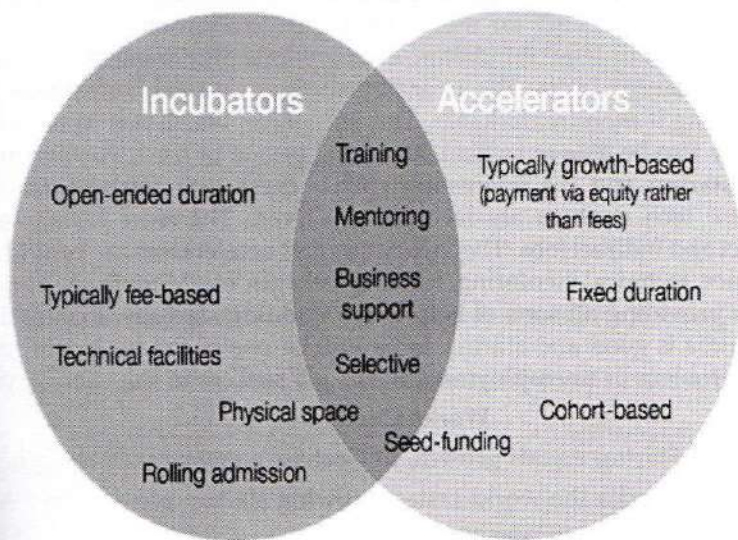 Incubators
Accelerators
Training
Typically growth-based
(payment via equity rather
than fees)
Open-ended duration
Mentoring
Business
support
Typically fee-based
Fixed duration
Technical facilities
Selective
Physical space
Cohort-based
Seed-funding
Rolling admission